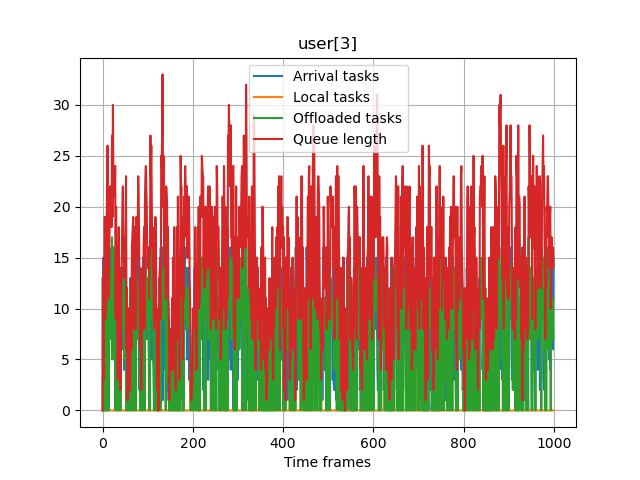 user[3]
Arrival tasks
Local tasks
Offloaded tasks
Queue length
30
25
20
15
10
5
0
0 200 400 600 800 1000
Time frames